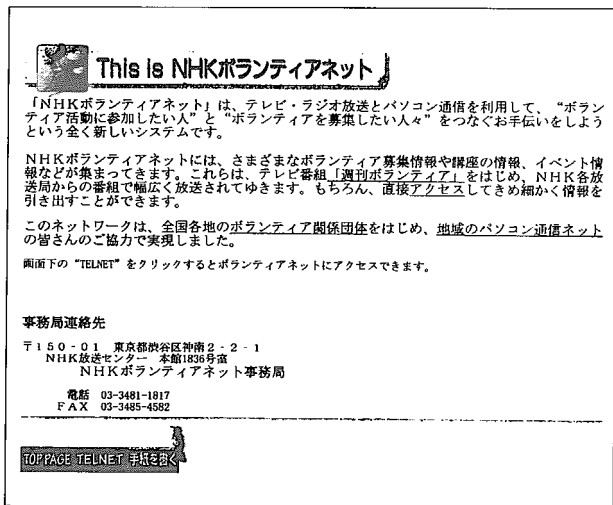 This is NHKボランティアネット
「NHKボランティアネット」は、テレビ・ラジオ放送とパソコン通信を利用して、“ボラン
ティア活動に参加したい人”と“ボランティアを募集したい人々”をつなぐお手伝いをしよう
という全く新しいシステムです。
NHKボランティアネットには、さまざまなボランティア募集情報や講座の情報、イベント情
報などが集まってきます。これらは、テレビ番組「週刊ボランティア」をはじめ、NHK各放
送局からの番組で幅広く放送されてゆきます。もちろん、直接アクセスしてきめ細かく情報を
引き出すことができます。
このネットワークは、全国各地のボランティア関係団体をはじめ、地域のパソコン通信ネット
の皆さんのご協力で実現しました。
画面下の“TELNET”をクリックするとボランティアネットにアクセスできます。
事務局連絡先
〒150-01 東京都渋谷区神南2-2-1
NHK放送センター 本館1836号室
NHKボランティアネット事務局
電話 03-3481-1817
FAX 03-3485-4582
TOP PAGE TELNET 手紙を書く